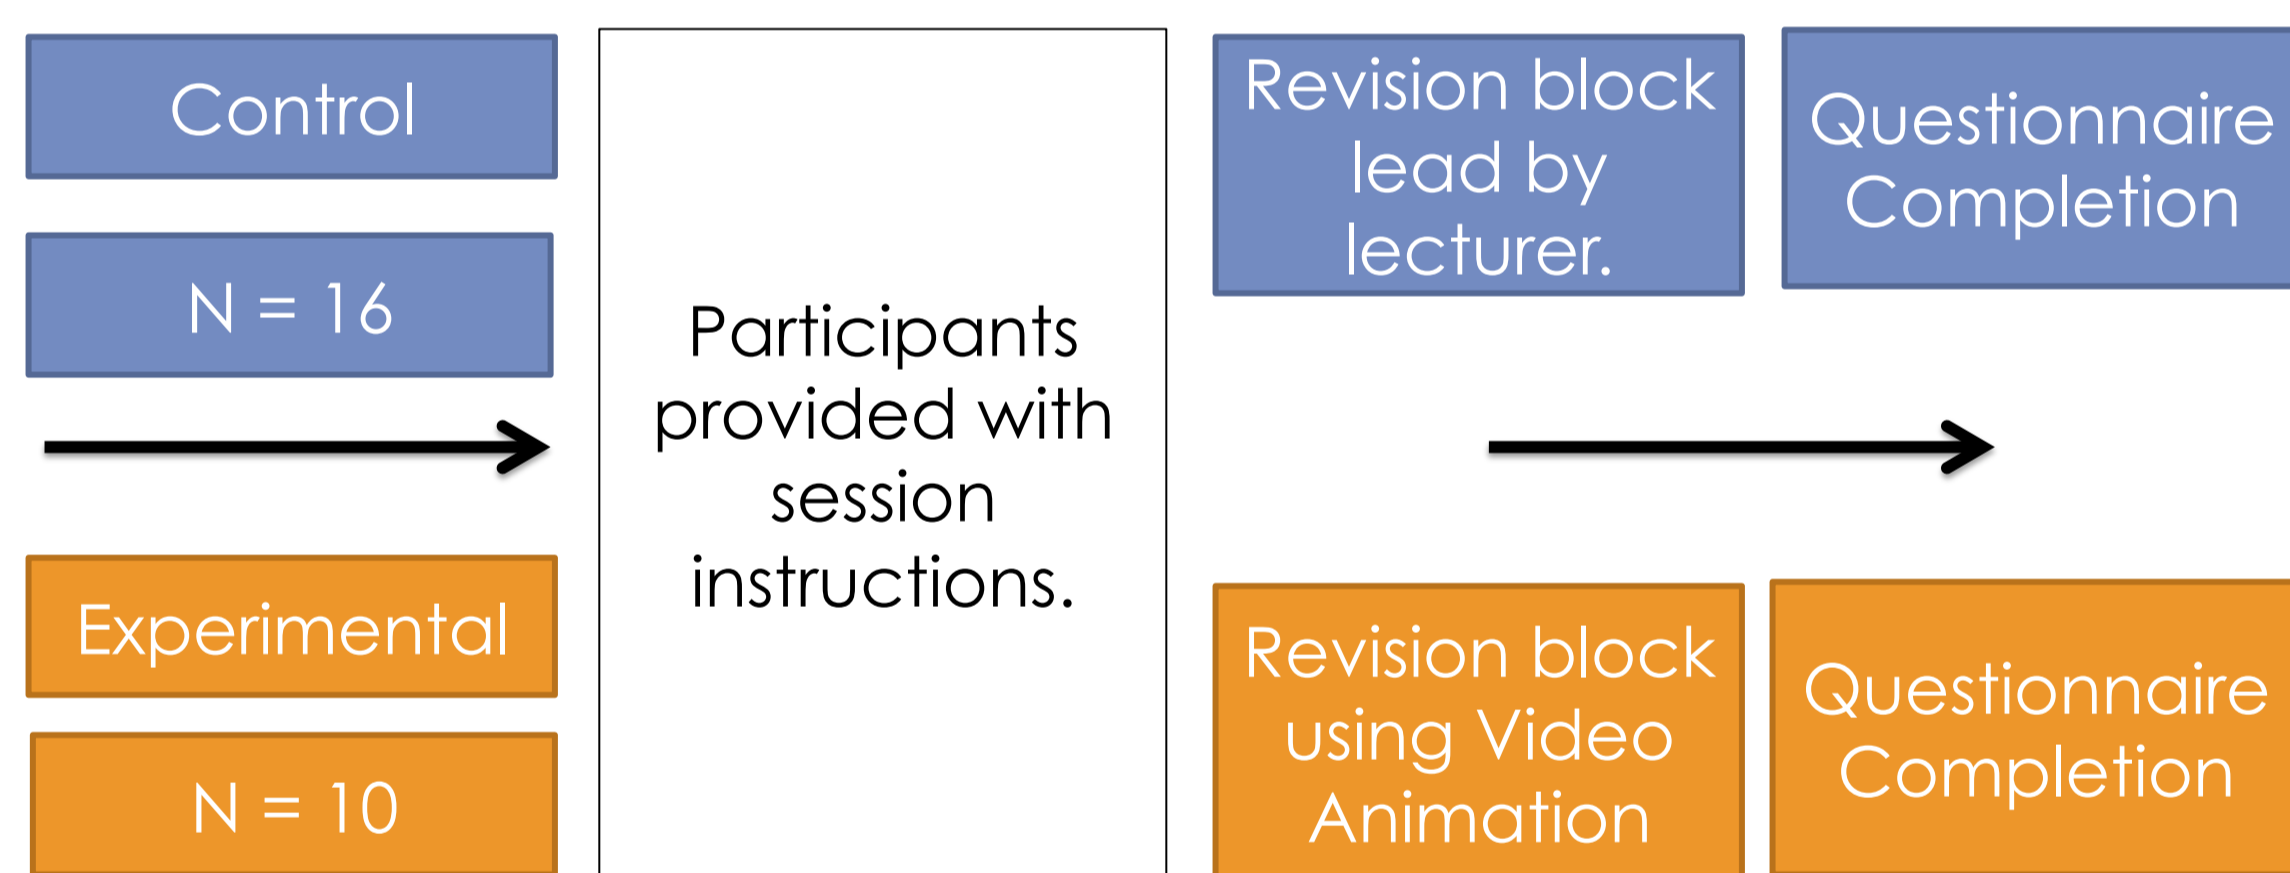 Control
N = 16
Experimental
N = 10
Participants
provided with
session
instructions.
Revision block
lead by
lecturer.
Questionnaire
Completion
Revision block
using Video
Animation
Questionnaire
Completion